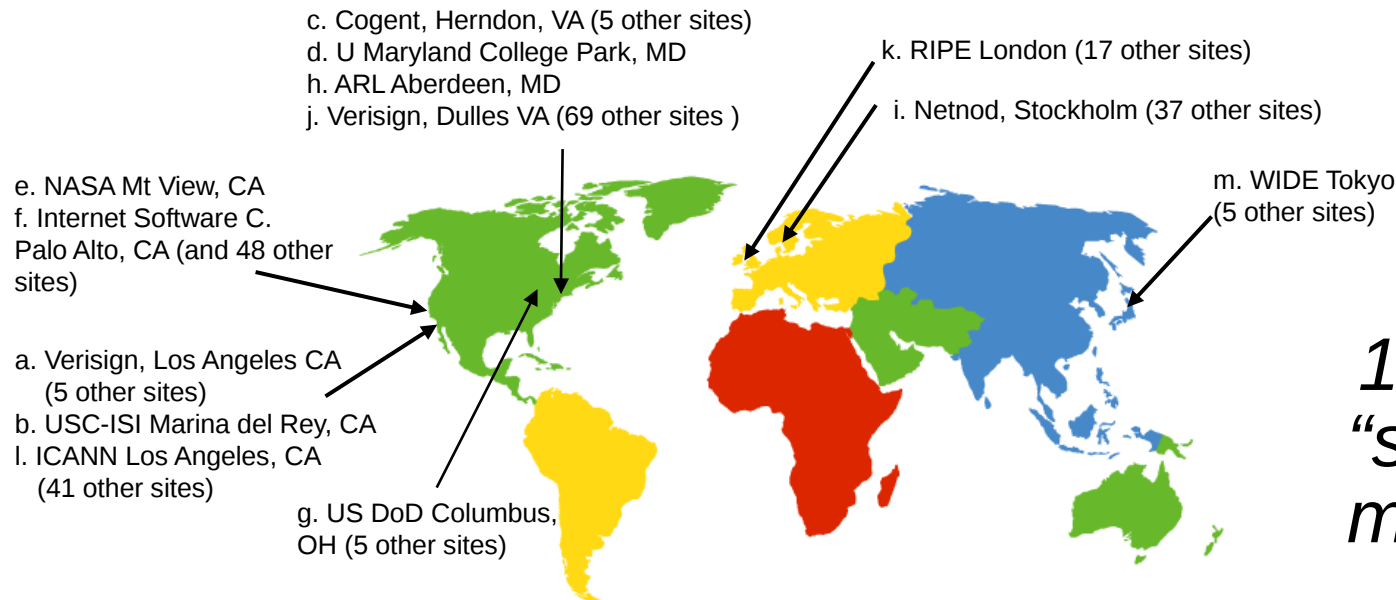 c. Cogent, Herndon, VA (5 other sites)
d. U Maryland College Park, MD
h. ARL Aberdeen, MD
j. Verisign, Dulles VA (69 other sites )
k. RIPE London (17 other sites)
i. Netnod, Stockholm (37 other sites)
m. WIDE Tokyo
(5 other sites)
e. NASA Mt View, CA
f. Internet Software C.
Palo Alto, CA (and 48 other
sites)
a. Verisign, Los Angeles CA
(5 other sites)
b. USC-ISI Marina del Rey, CA
l. ICANN Los Angeles, CA
(41 other sites)
g. US DoD Columbus,
OH (5 other sites)
1
“s
m